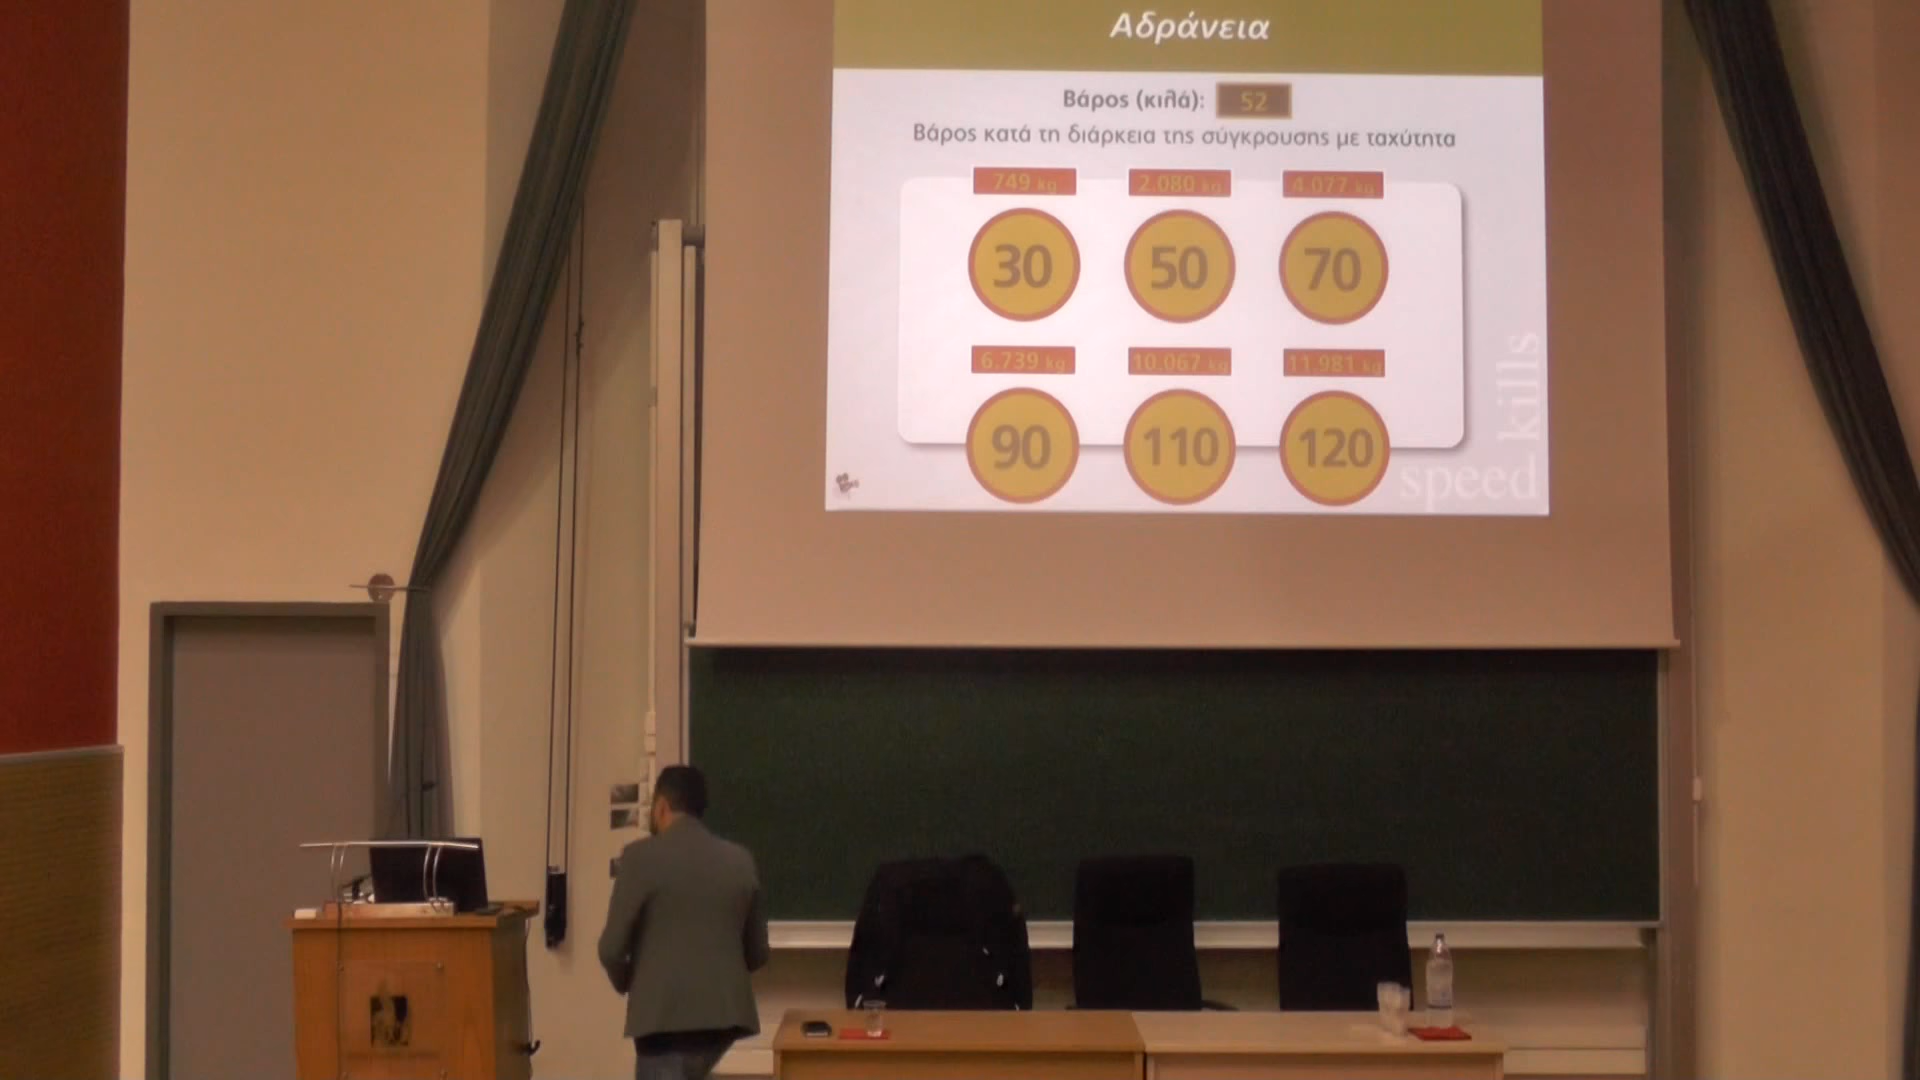 Αδράνεια
Βάρος (κιλά): 52
Βάρος κατά τη διάρκεια της σύγκρουσης με ταχύτητα
749 kg 2.080 kg 4.077 kg
30 50 70
6.739 kg 10.067 kg 11.981 kg
90 110 120
speed kills